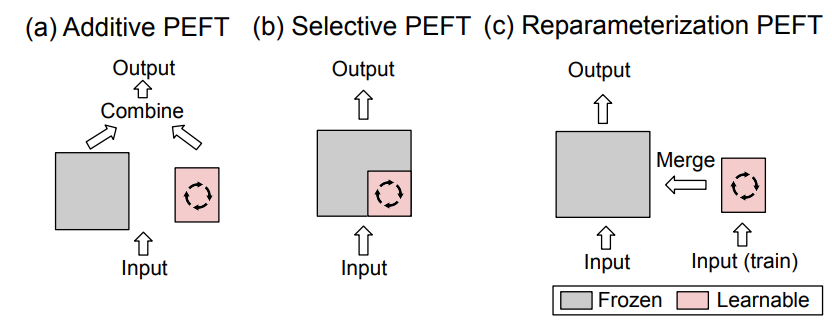 (a) Additive PEFT
Output
Combine
Input
(b) Selective PEFT
Output
Input
(c) Reparameterization PEFT
Output
Merge
Input
Input (train)
Frozen
Learnable